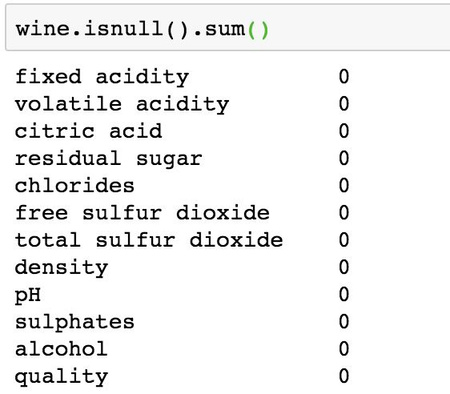 wine.isnull().sum()
fixed acidity 0
volatile acidity 0
citric acid 0
residual sugar 0
chlorides 0
free sulfur dioxide 0
total sulfur dioxide 0
density 0
pH 0
sulphates 0
alcohol 0
quality 0